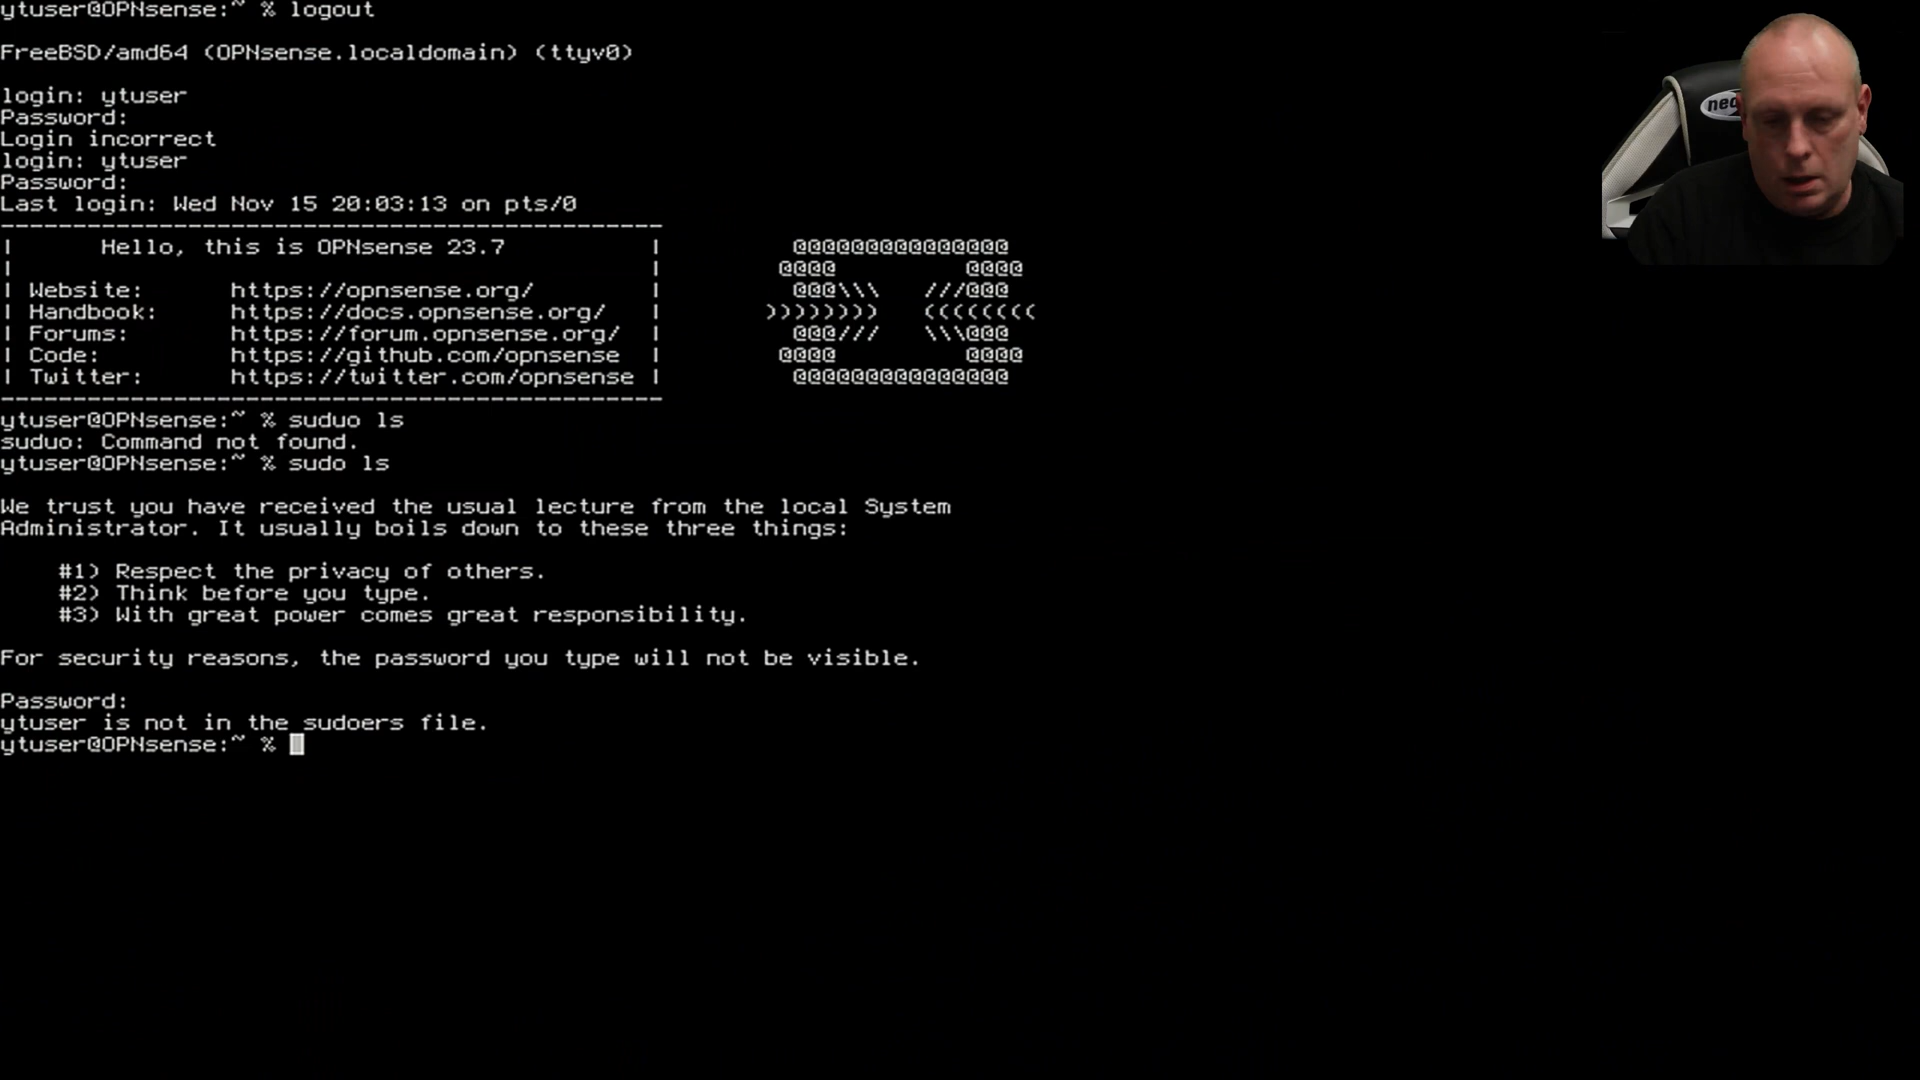 ytuser@OPNsense:~ % logout
FreeBSD/amd64 (OPNsense.localdomain) (ttyv0)
login: ytuser
Password:
Login incorrect
login: ytuser
Password:
Last login: Wed Nov 15 20:03:13 on pts/0
----------------------------------------------
|      Hello, this is OPNsense 23.7          |         @@@@@@@@@@@@@@@
|                                            |        @@@@         @@@@
| Website:      https://opnsense.org/        |         @@@\\\   ///@@@
| Handbook:     https://docs.opnsense.org/   |       ))))))))   ((((((((
| Forums:       https://forum.opnsense.org/  |         @@@///   \\\@@@
| Code:         https://github.com/opnsense  |        @@@@         @@@@
| Twitter:      https://twitter.com/opnsense |         @@@@@@@@@@@@@@@
----------------------------------------------
ytuser@OPNsense:~ % suduo ls
suduo: Command not found.
ytuser@OPNsense:~ % sudo ls
We trust you have received the usual lecture from the local System
Administrator. It usually boils down to these three things:
#1) Respect the privacy of others.
#2) Think before you type.
#3) With great power comes great responsibility.
For security reasons, the password you type will not be visible.
Password:
ytuser is not in the sudoers file.
ytuser@OPNsense:~ %